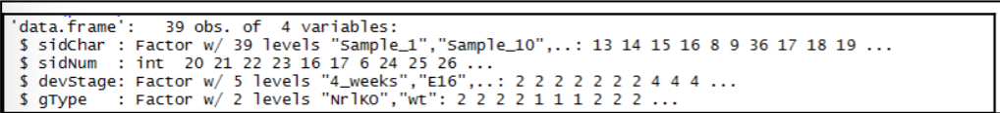 'data.frame':   39 obs. of  4 variables:
 $ sidChar : Factor w/ 39 levels "Sample_1","Sample_10",..: 13 14 15 16 8 9 36 17 18 19 ...
 $ sidNum  : int  20 21 22 23 16 17 6 24 25 26 ...
 $ devStage: Factor w/ 5 levels "4_weeks","E16",..: 2 2 2 2 2 2 2 4 4 4 ...
 $ gType   : Factor w/ 2 levels "NrlKO","wt": 2 2 2 2 1 1 1 2 2 2 ...